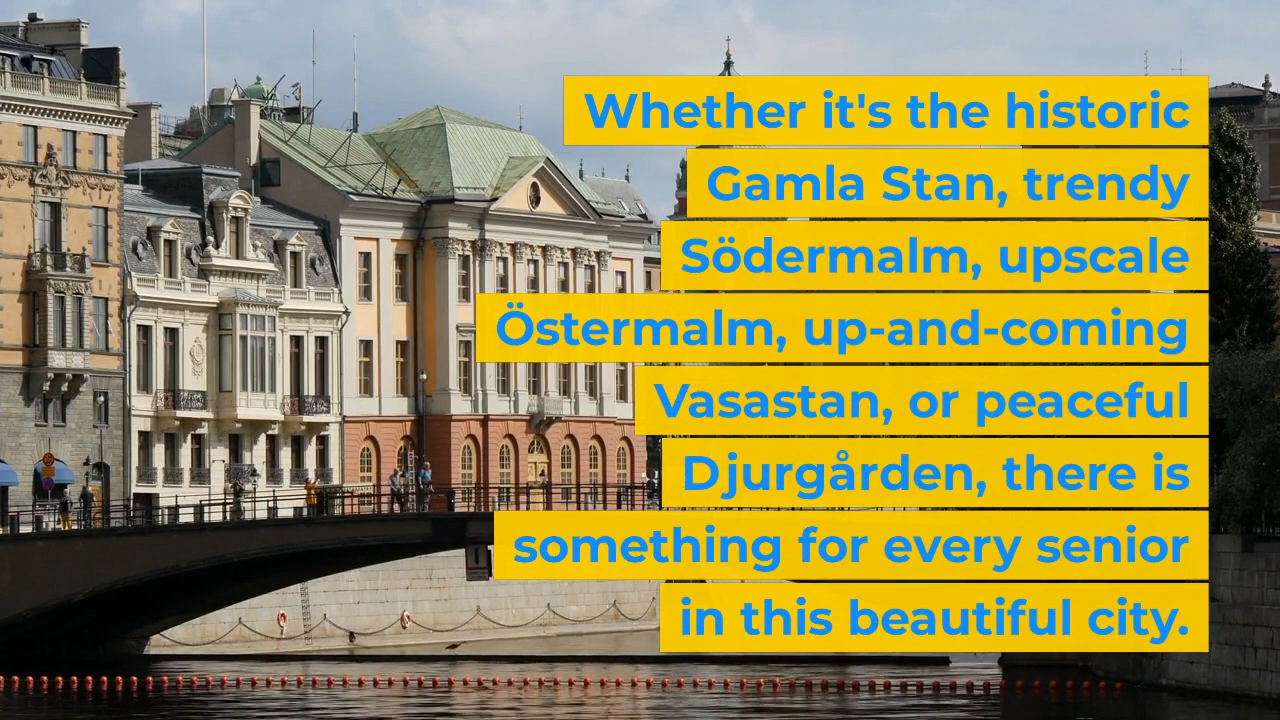 Whether it's the historic
Gamla Stan, trendy
Södermalm, upscale
Östermalm, up-and-coming
Vasastan, or peaceful
Djurgården, there is
something for every senior
in this beautiful city.